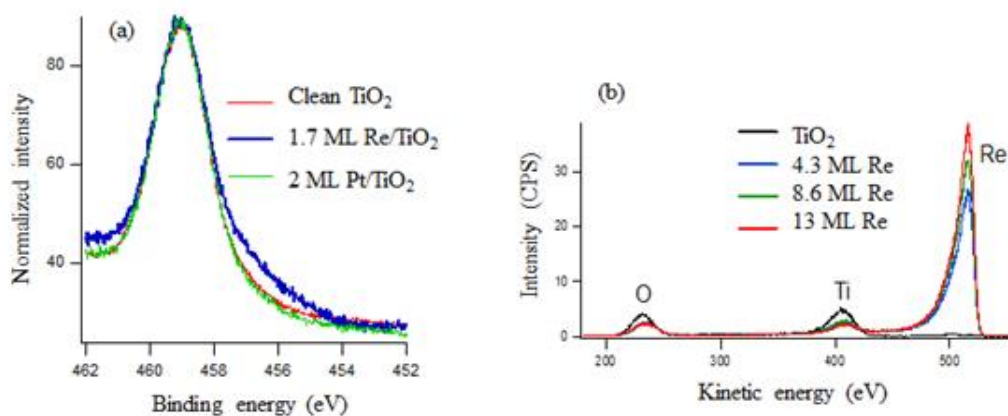 (a)
Clean TiO₂
1.7 ML Re/TiO₂
2 ML Pt/TiO₂
80
60
40
Normalized intensity
462 460 458 456 454 452
Binding energy (eV)
(b)
TiO₂
4.3 ML Re
8.6 ML Re
13 ML Re
Re
O
Ti
30
20
10
0
Intensity (CPS)
200 300 400 500
Kinetic energy (eV)